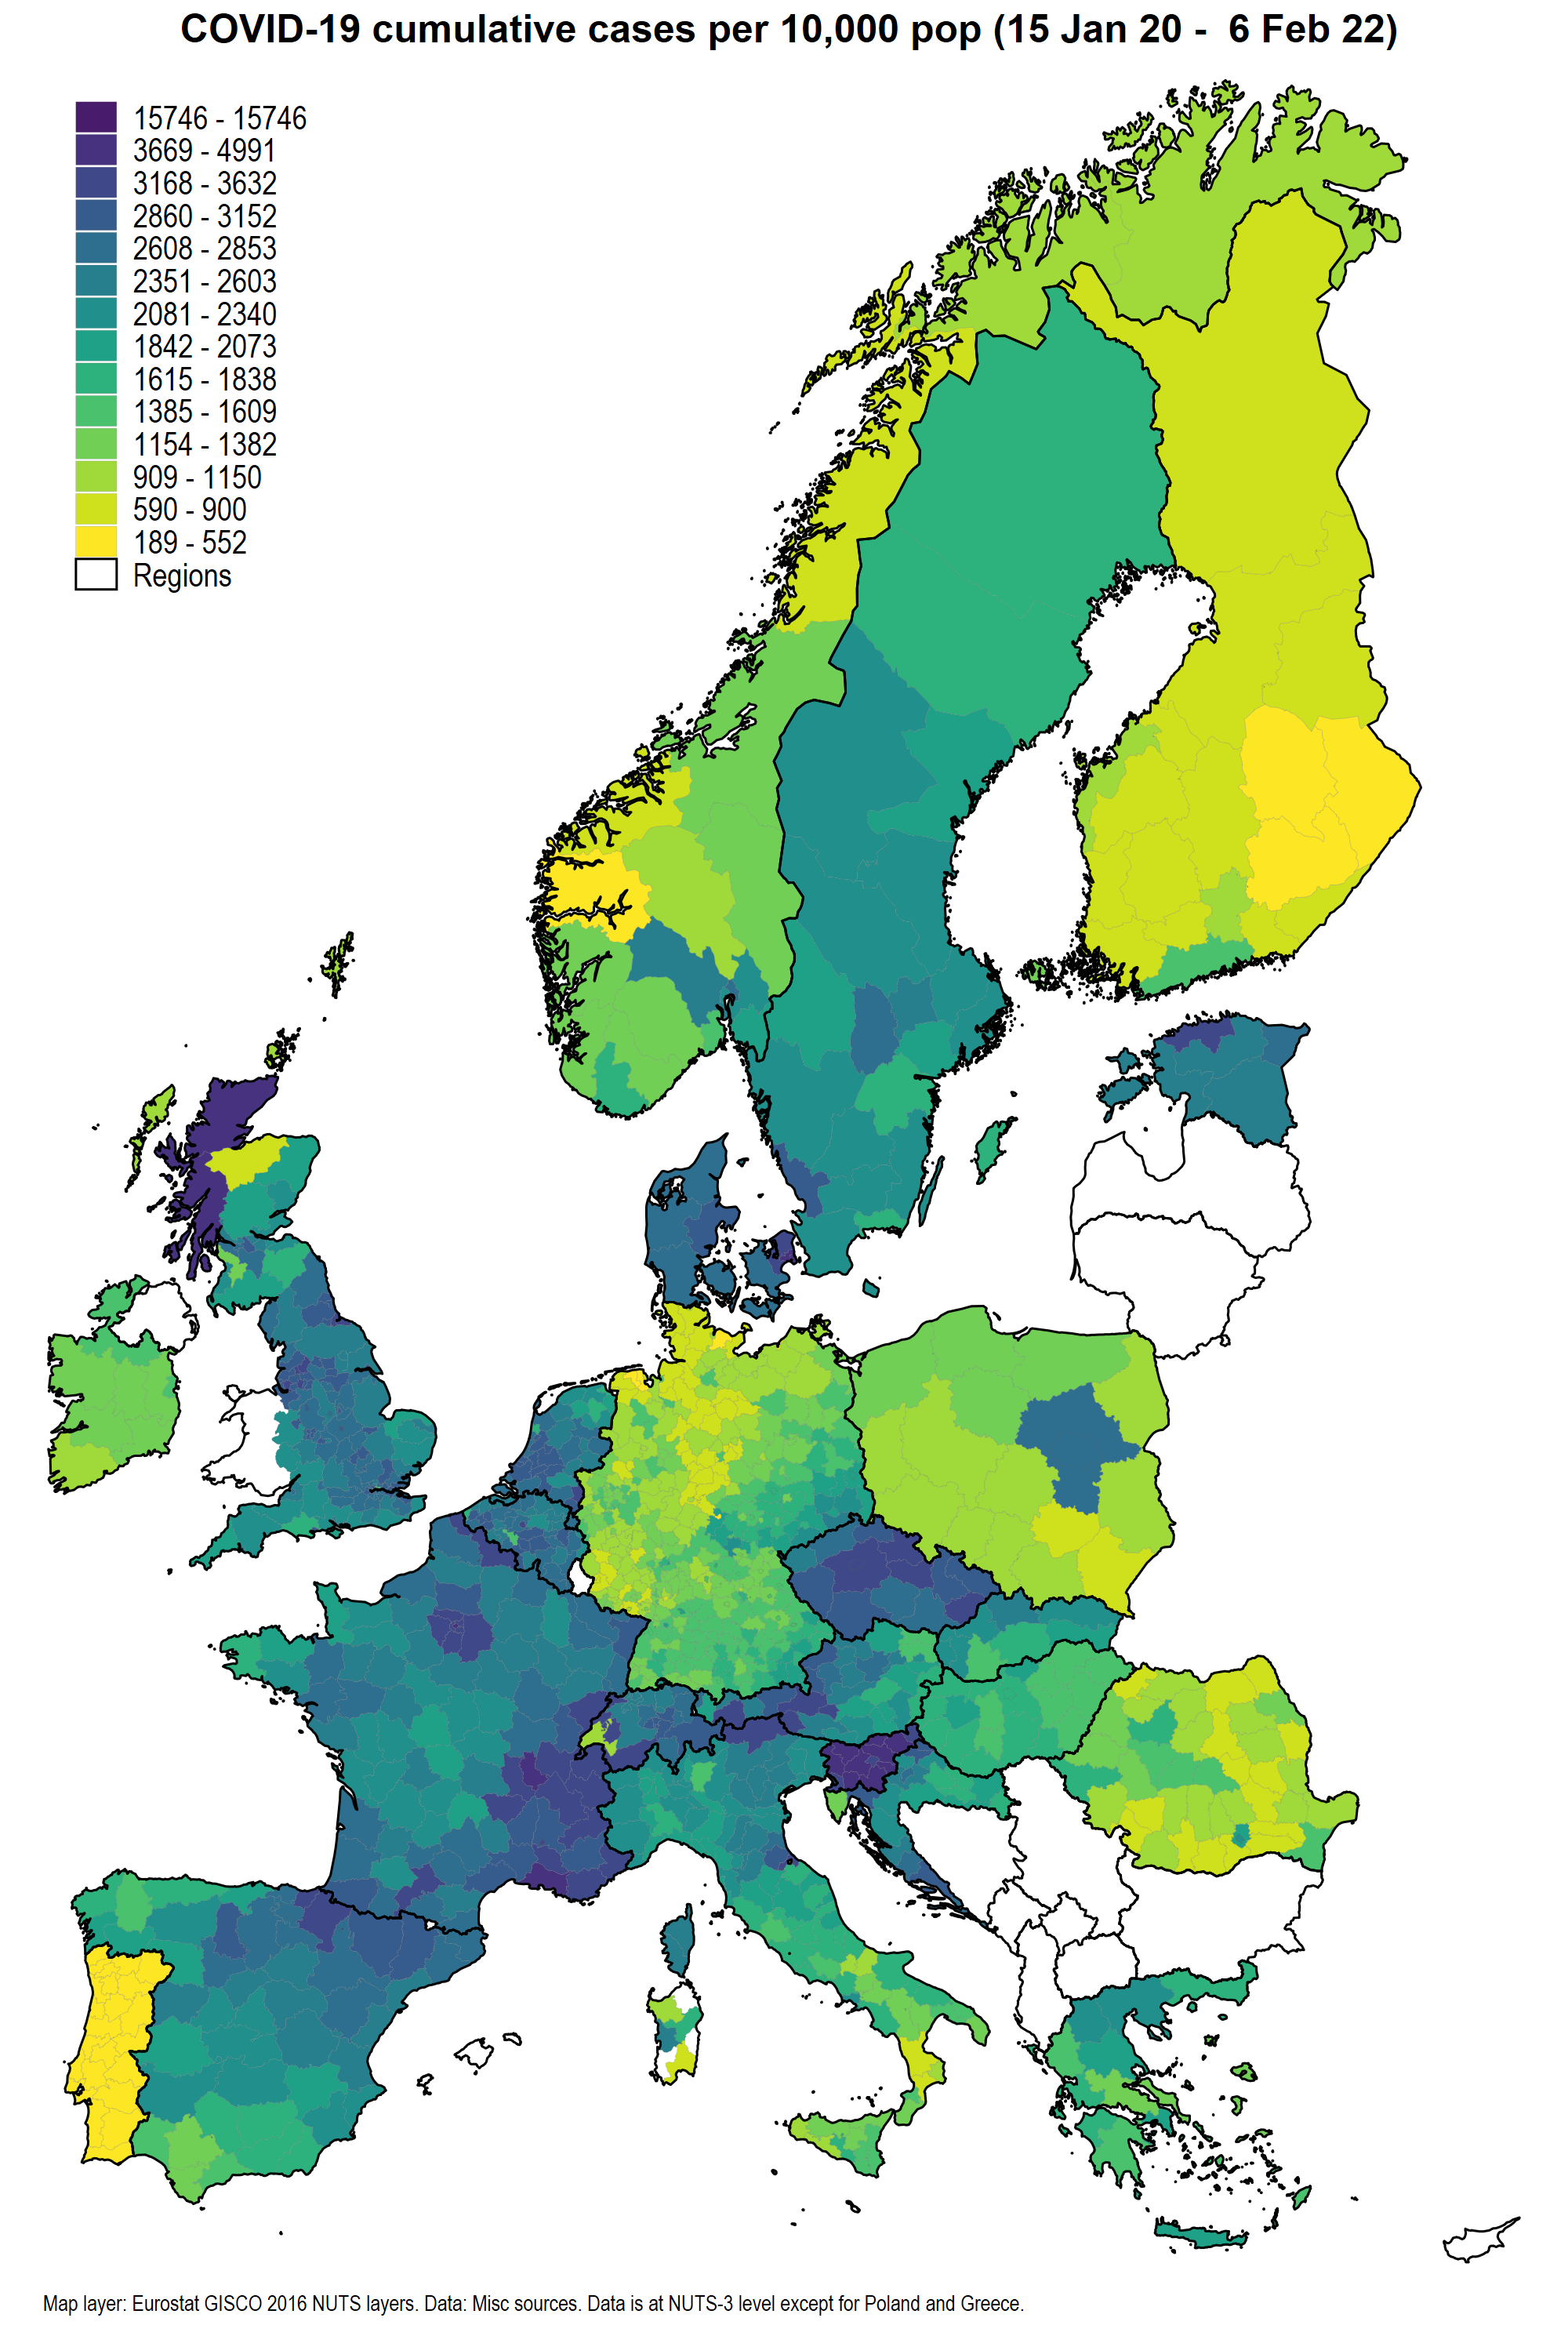 COVID-19 cumulative cases per 10,000 pop (15 Jan 20 -  6 Feb 22)
15746 - 15746
3669 - 4991
3168 - 3632
2860 - 3152
2608 - 2853
2351 - 2603
2081 - 2340
1842 - 2073
1615 - 1838
1385 - 1609
1154 - 1382
909 - 1150
590 - 900
189 - 552
Regions
Map layer: Eurostat GISCO 2016 NUTS layers. Data: Misc sources. Data is at NUTS-3 level except for Poland and Greece.